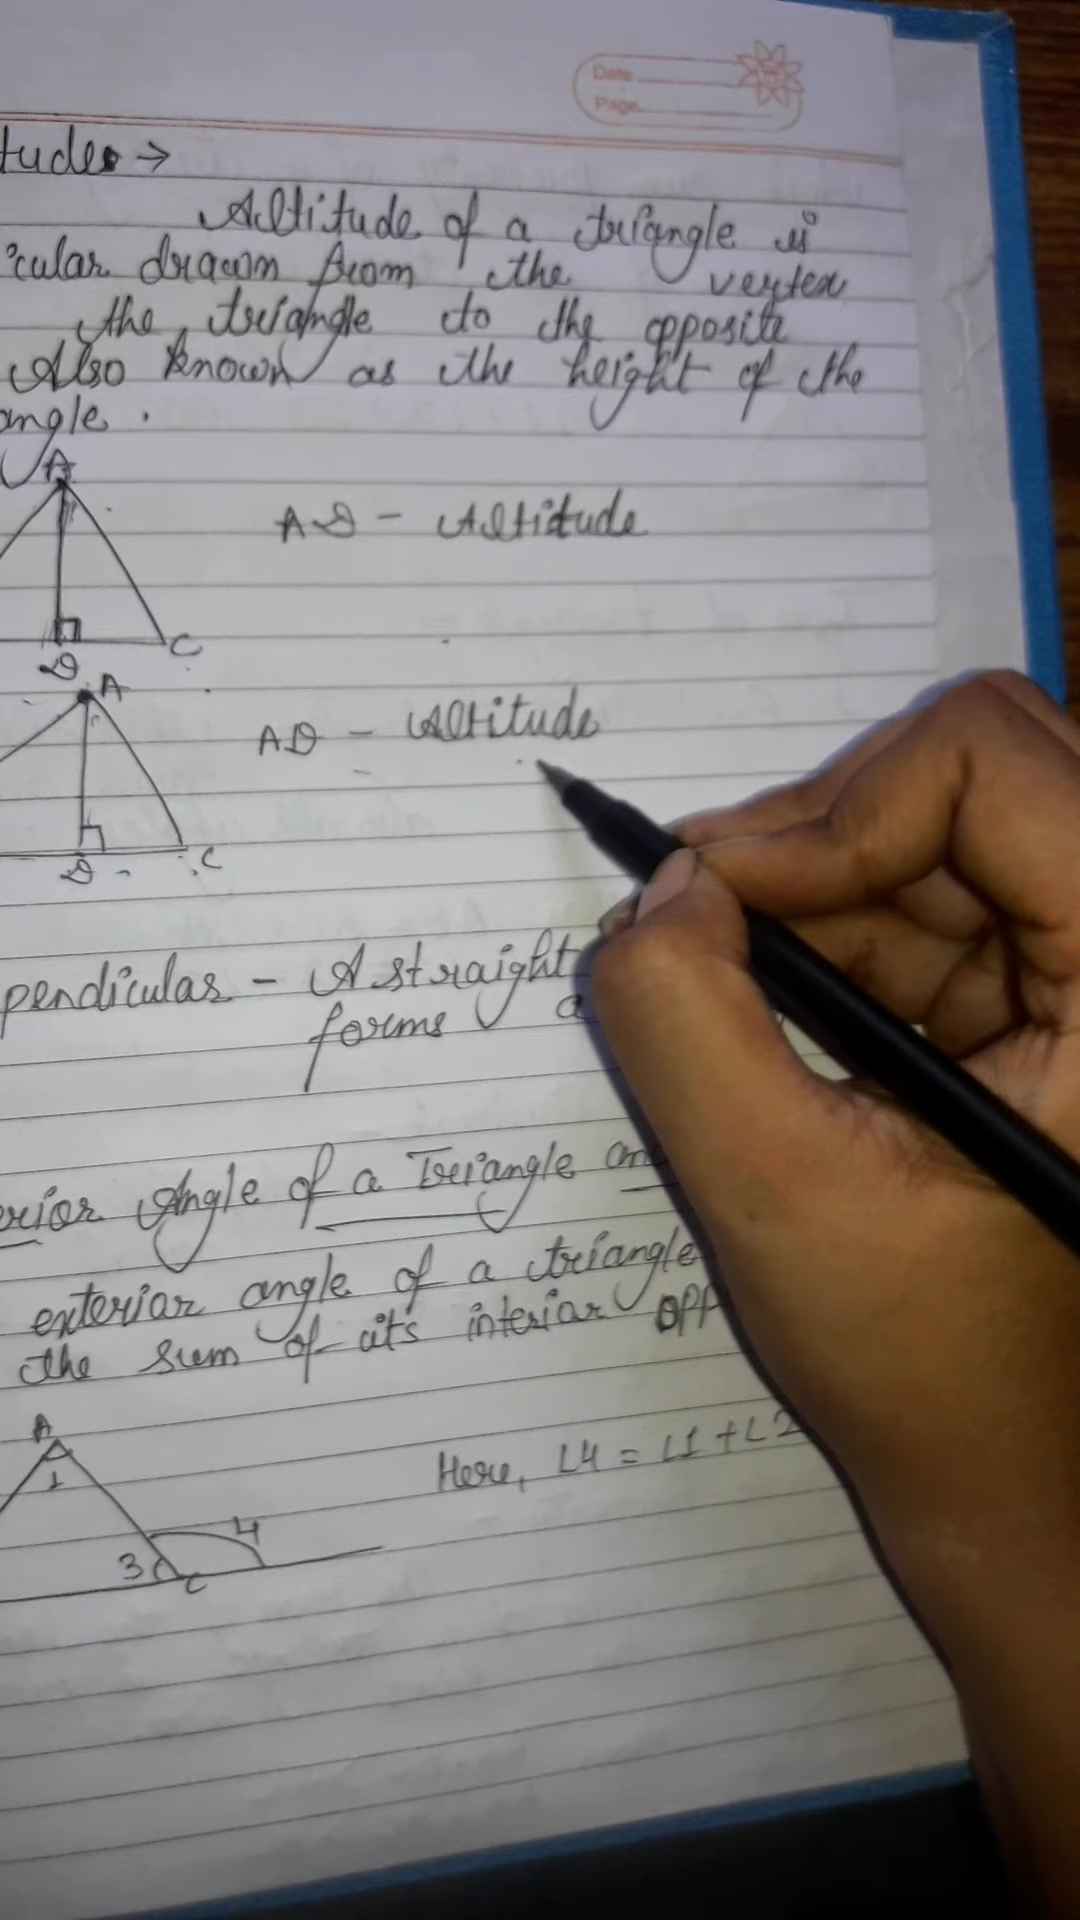 Date
Page
tudes →
Altitude of a triangle is
icular drawn from the vertex
the triangle to the opposite
Also known as the height of the
angle.
A
AD - Altitude
C
D
A
AD - Altitude
D
C
pendicular - A straight
forms a
erior Angle of a Triangle an
exterior angle of a triangle
the sum of its interior opp
A
1
Here, ∠4 = ∠1 + ∠2
4
3
C